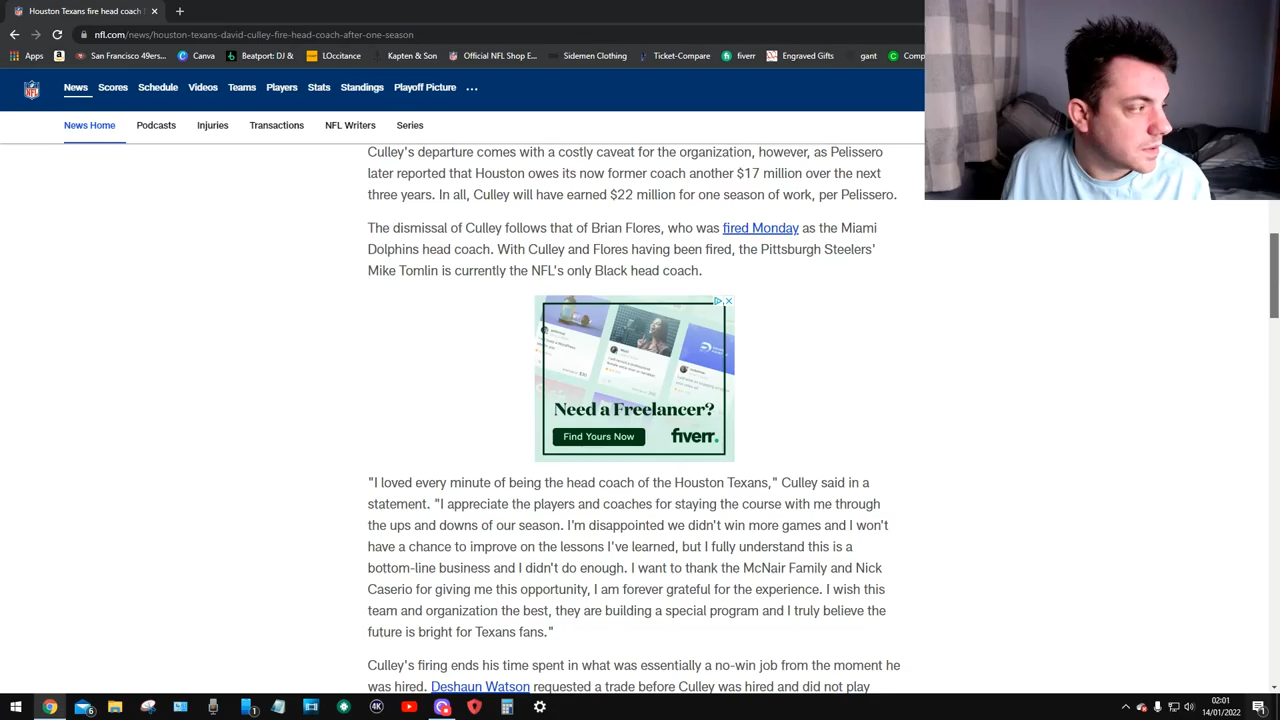 Houston Texans fire head coach
nfl.com/news/houston-texans-david-culley-fire-head-coach-after-one-season
Apps
San Francisco 49ers...
Canva
Beatport: DJ &
LOccitance
Kapten & Son
Official NFL Shop E...
Sidemen Clothing
Ticket-Compare
fiverr
Engraved Gifts
gant
Comp
News Scores Schedule Videos Teams Players Stats Standings Playoff Picture ...
News Home Podcasts Injuries Transactions NFL Writers Series
Culley's departure comes with a costly caveat for the organization, however, as Pelissero
later reported that Houston owes its now former coach another $17 million over the next
three years. In all, Culley will have earned $22 million for one season of work, per Pelissero.
The dismissal of Culley follows that of Brian Flores, who was fired Monday as the Miami
Dolphins head coach. With Culley and Flores having been fired, the Pittsburgh Steelers'
Mike Tomlin is currently the NFL's only Black head coach.
Need a Freelancer?
Find Yours Now
fiverr.
"I loved every minute of being the head coach of the Houston Texans," Culley said in a
statement. "I appreciate the players and coaches for staying the course with me through
the ups and downs of our season. I'm disappointed we didn't win more games and I won't
have a chance to improve on the lessons I've learned, but I fully understand this is a
bottom-line business and I didn't do enough. I want to thank the McNair Family and Nick
Caserio for giving me this opportunity, I am forever grateful for the experience. I wish this
team and organization the best, they are building a special program and I truly believe the
future is bright for Texans fans."
Culley's firing ends his time spent in what was essentially a no-win job from the moment he
was hired. Deshaun Watson requested a trade before Culley was hired and did not play
02:01
14/01/2022